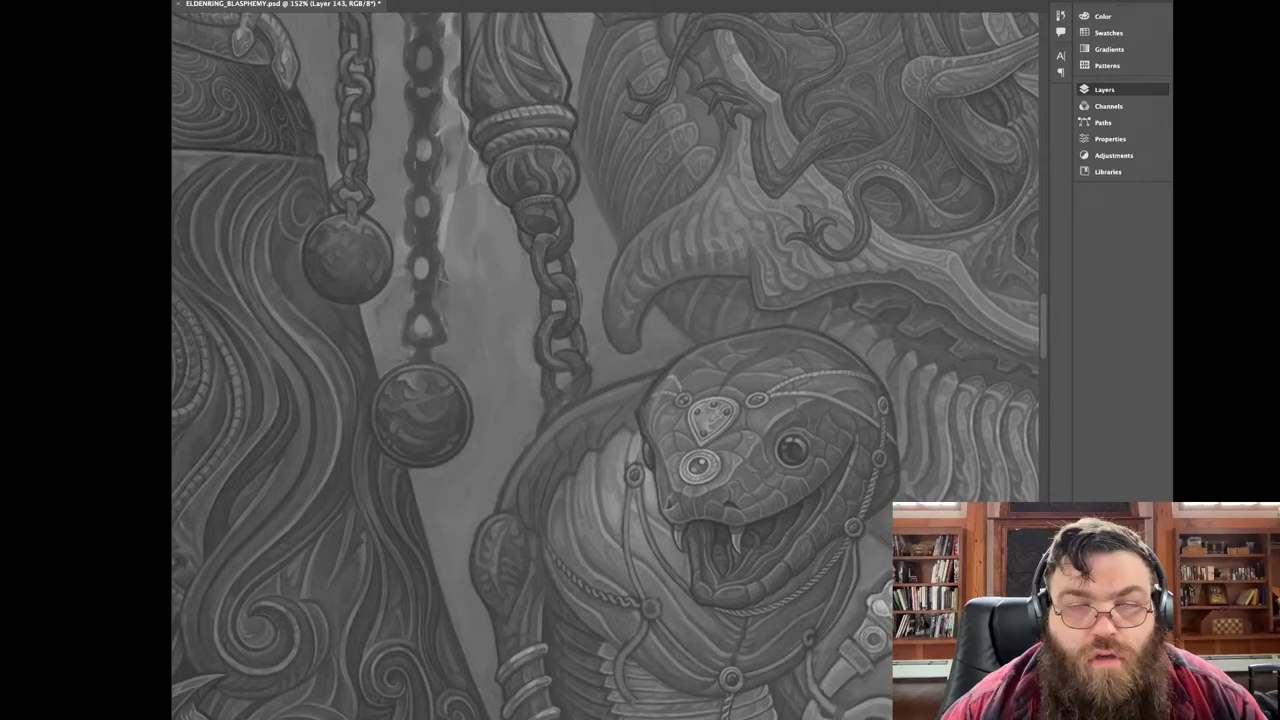 × ELDENRING_BLASPHEMY.psd @ 152% (Layer 143, RGB/8*) *
Color
Swatches
Gradients
A|
Patterns
¶
Layers
Channels
Paths
Properties
Adjustments
Libraries